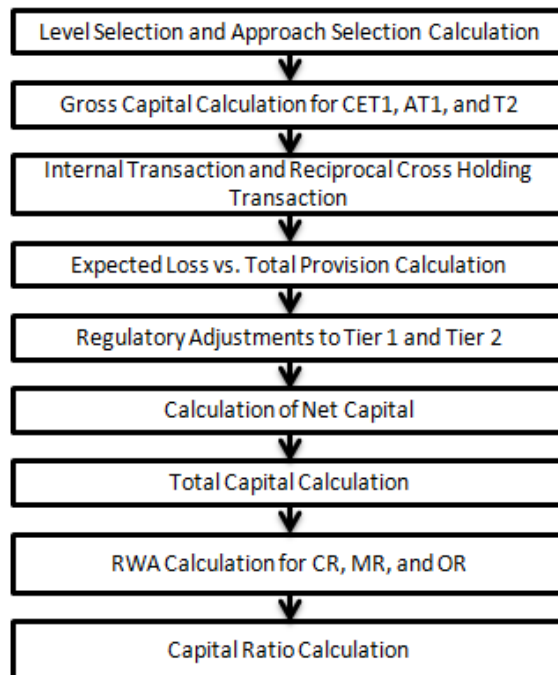 Level Selection and Approach Selection Calculation
Gross Capital Calculation for CET1, AT1, and T2
Internal Transaction and Reciprocal Cross Holding
Transaction
Expected Loss vs. Total Provision Calculation
Regulatory Adjustments to Tier 1 and Tier 2
Calculation of Net Capital
Total Capital Calculation
RWA Calculation for CR, MR, and OR
Capital Ratio Calculation